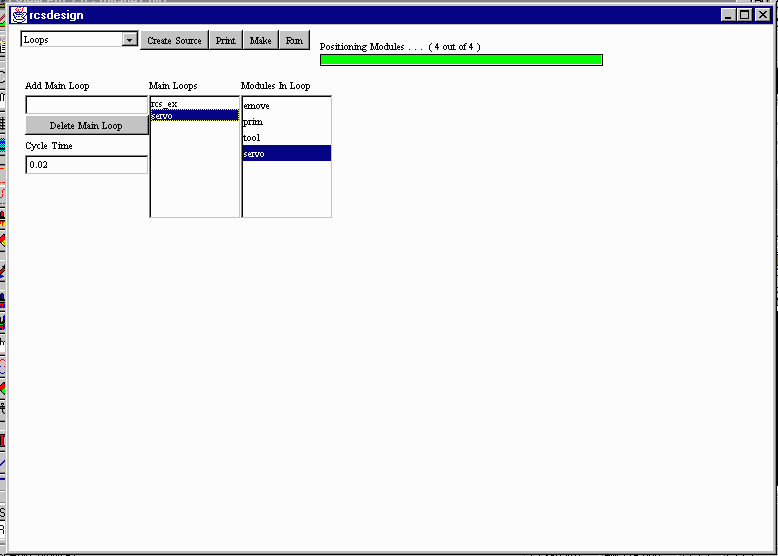 rcsdesign
Loops Create Source Print Make Run
Positioning Modules . . . ( 4 out of 4 )
Add Main Loop Main Loops Modules In Loop
rcs_ex emove
servo prim
Delete Main Loop tool
Cycle Time servo
0.02